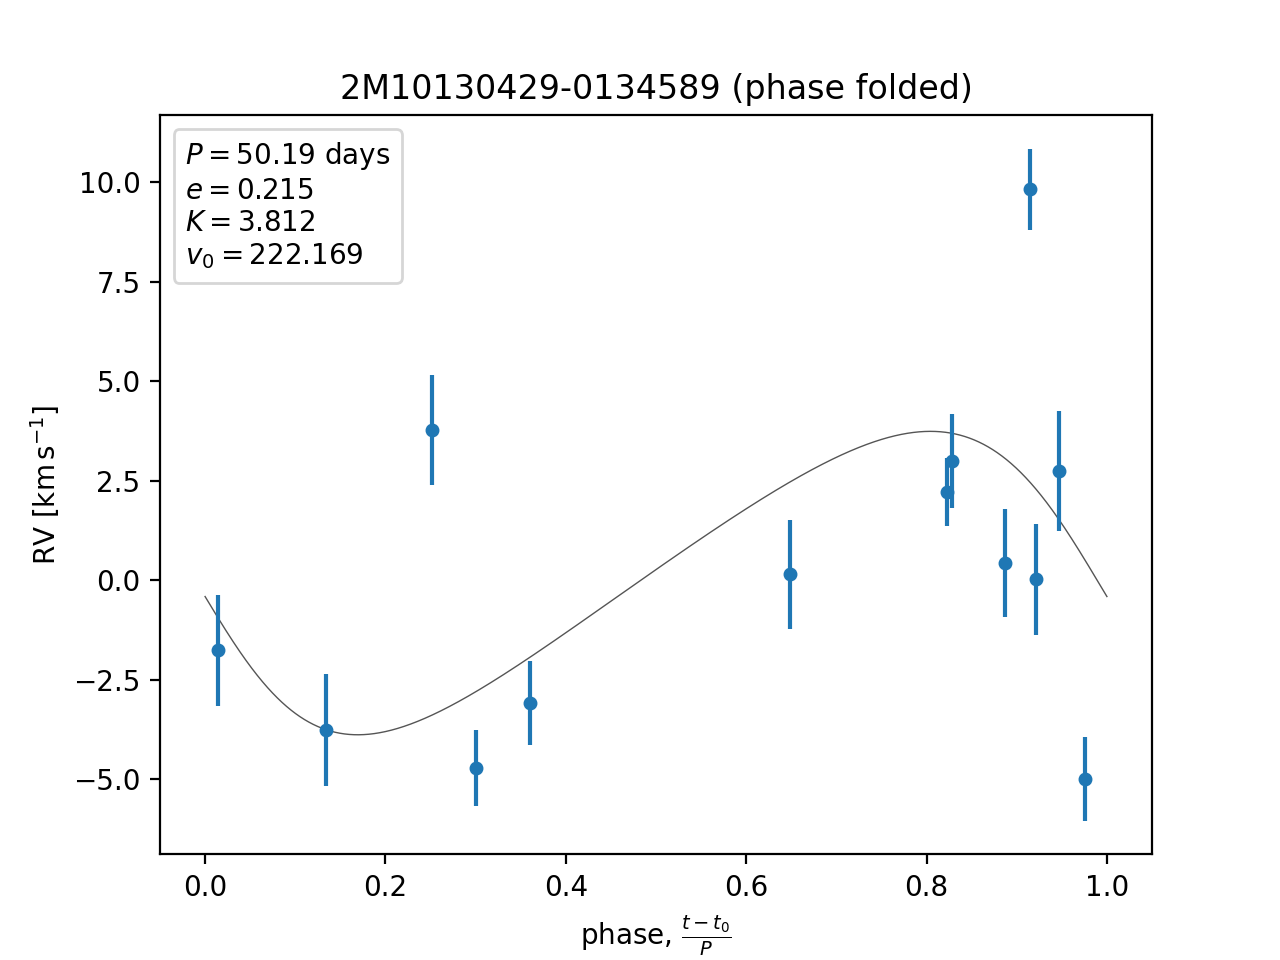 2M10130429-0134589 (phase folded)
P = 50.19 days
e = 0.215
K = 3.812
v₀ = 222.169
10.0
7.5
5.0
2.5
0.0
−2.5
−5.0
RV [km s⁻¹]
0.0 0.2 0.4 0.6 0.8 1.0
phase, (t − t₀)/P